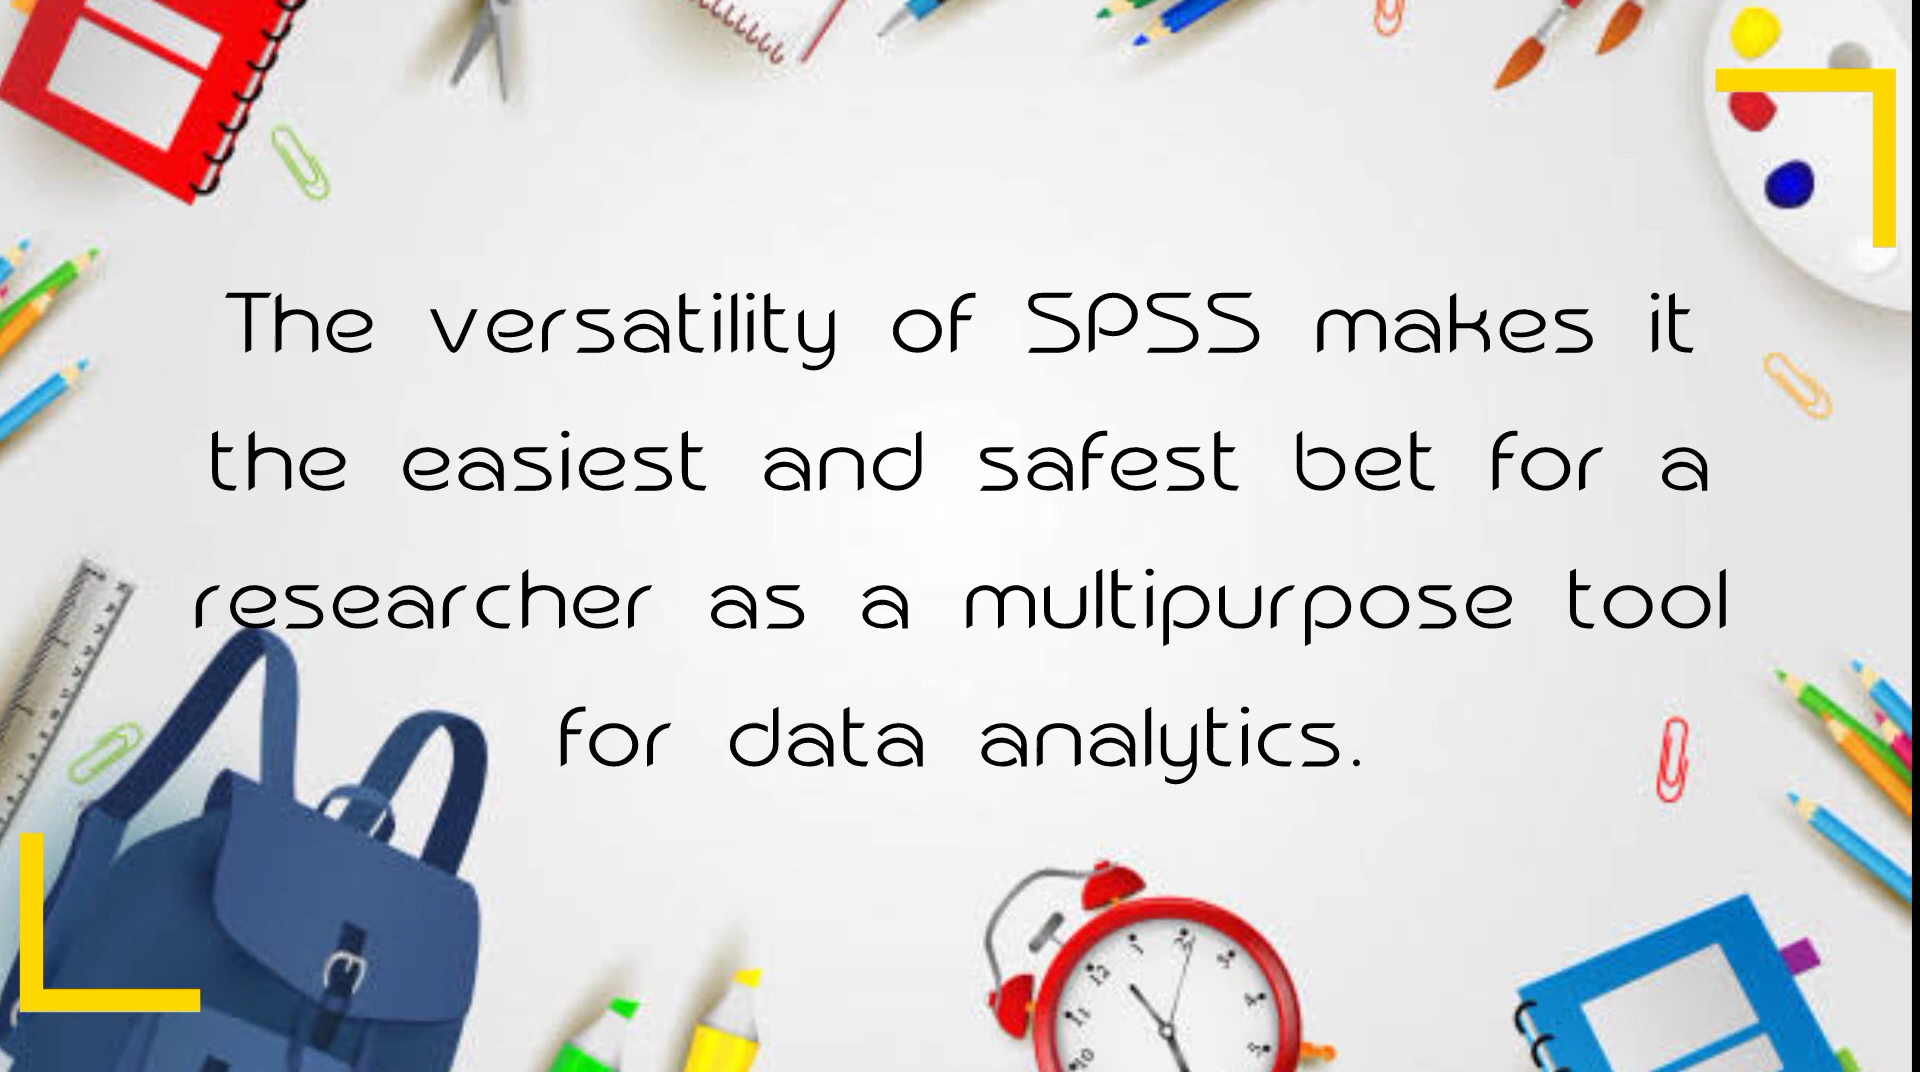 The versatility of SPSS makes it
the easiest and safest bet for a
researcher as a multipurpose tool
for data analytics.